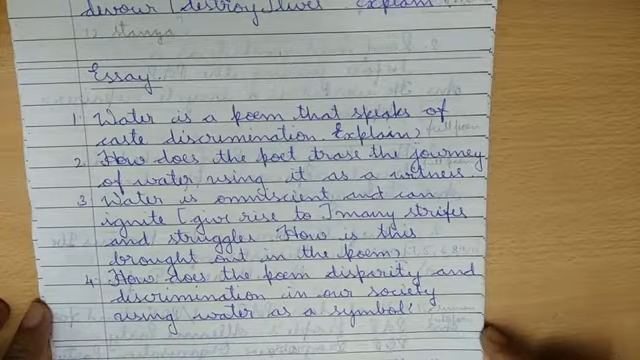 devour [destroy] lives Explain
12 stanza
Essay.
1. Water is a poem that speaks of
caste discrimination Explain?
2. How does the poet trase the journey
of water using it as a witness
3 Water is omniscient and can
ignite [give rise to] many strifes
and struggles How is this
brought out in the poem?
4. How does the poem disparity and
discrimination in our society
using water as a symbol?